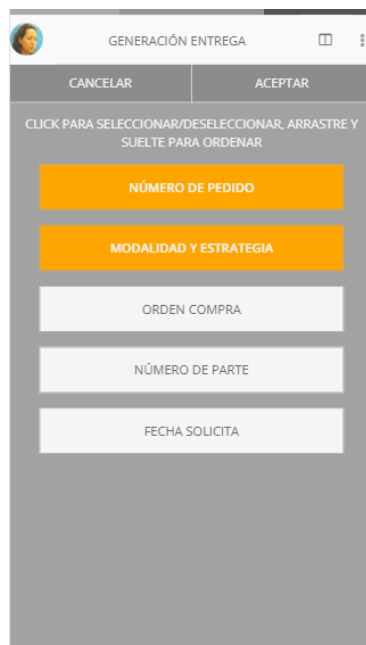 GENERACIÓN ENTREGA
CANCELAR ACEPTAR
CLICK PARA SELECCIONAR/DESELECCIONAR, ARRASTRE Y
SUELTE PARA ORDENAR
NÚMERO DE PEDIDO
MODALIDAD Y ESTRATEGIA
ORDEN COMPRA
NÚMERO DE PARTE
FECHA SOLICITA